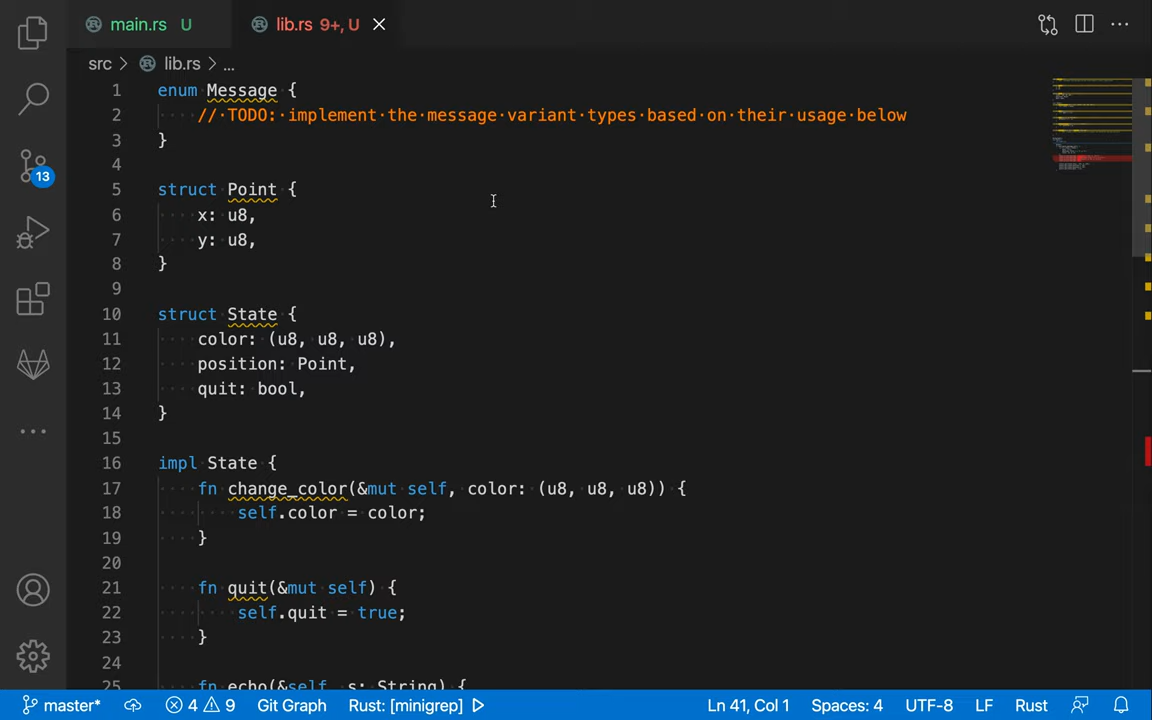 main.rs U
lib.rs 9+, U
src > lib.rs > ...
1 enum Message {
2 // TODO: implement the message variant types based on their usage below
3 }
4
5 struct Point {
6 x: u8,
7 y: u8,
8 }
9
10 struct State {
11 color: (u8, u8, u8),
12 position: Point,
13 quit: bool,
14 }
15
16 impl State {
17 fn change_color(&mut self, color: (u8, u8, u8)) {
18 self.color = color;
19 }
20
21 fn quit(&mut self) {
22 self.quit = true;
23 }
24
25 fn echo(&self, s: String) {
13
master* 4 9 Git Graph Rust: [minigrep] Ln 41, Col 1 Spaces: 4 UTF-8 LF Rust